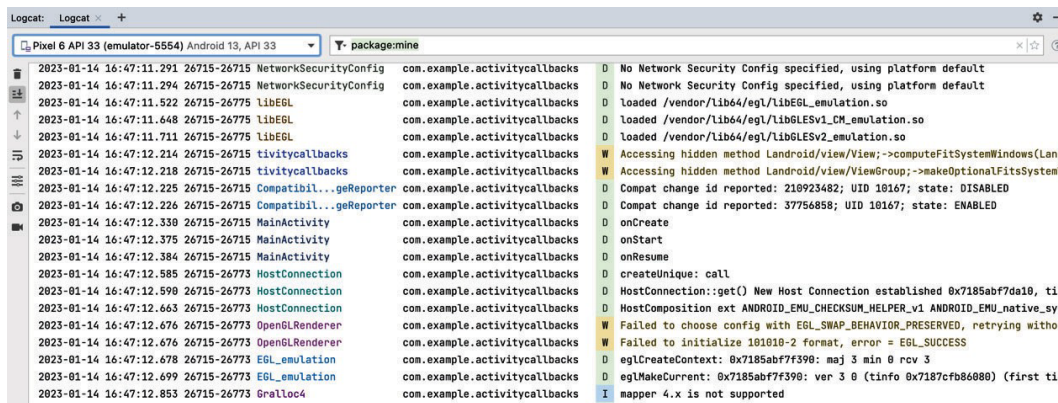 Logcat: Logcat × +
Pixel 6 API 33 (emulator-5554) Android 13, API 33 package:mine
2023-01-14 16:47:11.291 26715-26715 NetworkSecurityConfig com.example.activitycallbacks D No Network Security Config specified, using platform default
2023-01-14 16:47:11.294 26715-26715 NetworkSecurityConfig com.example.activitycallbacks D No Network Security Config specified, using platform default
2023-01-14 16:47:11.522 26715-26775 libEGL com.example.activitycallbacks D loaded /vendor/lib64/egl/libEGL_emulation.so
2023-01-14 16:47:11.648 26715-26775 libEGL com.example.activitycallbacks D loaded /vendor/lib64/egl/libGLESv1_CM_emulation.so
2023-01-14 16:47:11.711 26715-26775 libEGL com.example.activitycallbacks D loaded /vendor/lib64/egl/libGLESv2_emulation.so
2023-01-14 16:47:12.214 26715-26715 tivitycallbacks com.example.activitycallbacks W Accessing hidden method Landroid/view/View;->computeFitSystemWindows(Lan
2023-01-14 16:47:12.218 26715-26715 tivitycallbacks com.example.activitycallbacks W Accessing hidden method Landroid/view/ViewGroup;->makeOptionalFitsSystem
2023-01-14 16:47:12.225 26715-26715 Compatibil...geReporter com.example.activitycallbacks D Compat change id reported: 210923482; UID 10167; state: DISABLED
2023-01-14 16:47:12.226 26715-26715 Compatibil...geReporter com.example.activitycallbacks D Compat change id reported: 37756858; UID 10167; state: ENABLED
2023-01-14 16:47:12.330 26715-26715 MainActivity com.example.activitycallbacks D onCreate
2023-01-14 16:47:12.375 26715-26715 MainActivity com.example.activitycallbacks D onStart
2023-01-14 16:47:12.384 26715-26715 MainActivity com.example.activitycallbacks D onResume
2023-01-14 16:47:12.585 26715-26773 HostConnection com.example.activitycallbacks D createUnique: call
2023-01-14 16:47:12.590 26715-26773 HostConnection com.example.activitycallbacks D HostConnection::get() New Host Connection established 0x7185abf7da10, ti
2023-01-14 16:47:12.663 26715-26773 HostConnection com.example.activitycallbacks D HostComposition ext ANDROID_EMU_CHECKSUM_HELPER_v1 ANDROID_EMU_native_sy
2023-01-14 16:47:12.676 26715-26773 OpenGLRenderer com.example.activitycallbacks W Failed to choose config with EGL_SWAP_BEHAVIOR_PRESERVED, retrying witho
2023-01-14 16:47:12.676 26715-26773 OpenGLRenderer com.example.activitycallbacks W Failed to initialize 101010-2 format, error = EGL_SUCCESS
2023-01-14 16:47:12.678 26715-26773 EGL_emulation com.example.activitycallbacks D eglCreateContext: 0x7185abf7f390: maj 3 min 0 rcv 3
2023-01-14 16:47:12.699 26715-26773 EGL_emulation com.example.activitycallbacks D eglMakeCurrent: 0x7185abf7f390: ver 3 0 (tinfo 0x7187cfb86080) (first ti
2023-01-14 16:47:12.853 26715-26773 Gralloc4 com.example.activitycallbacks I mapper 4.x is not supported